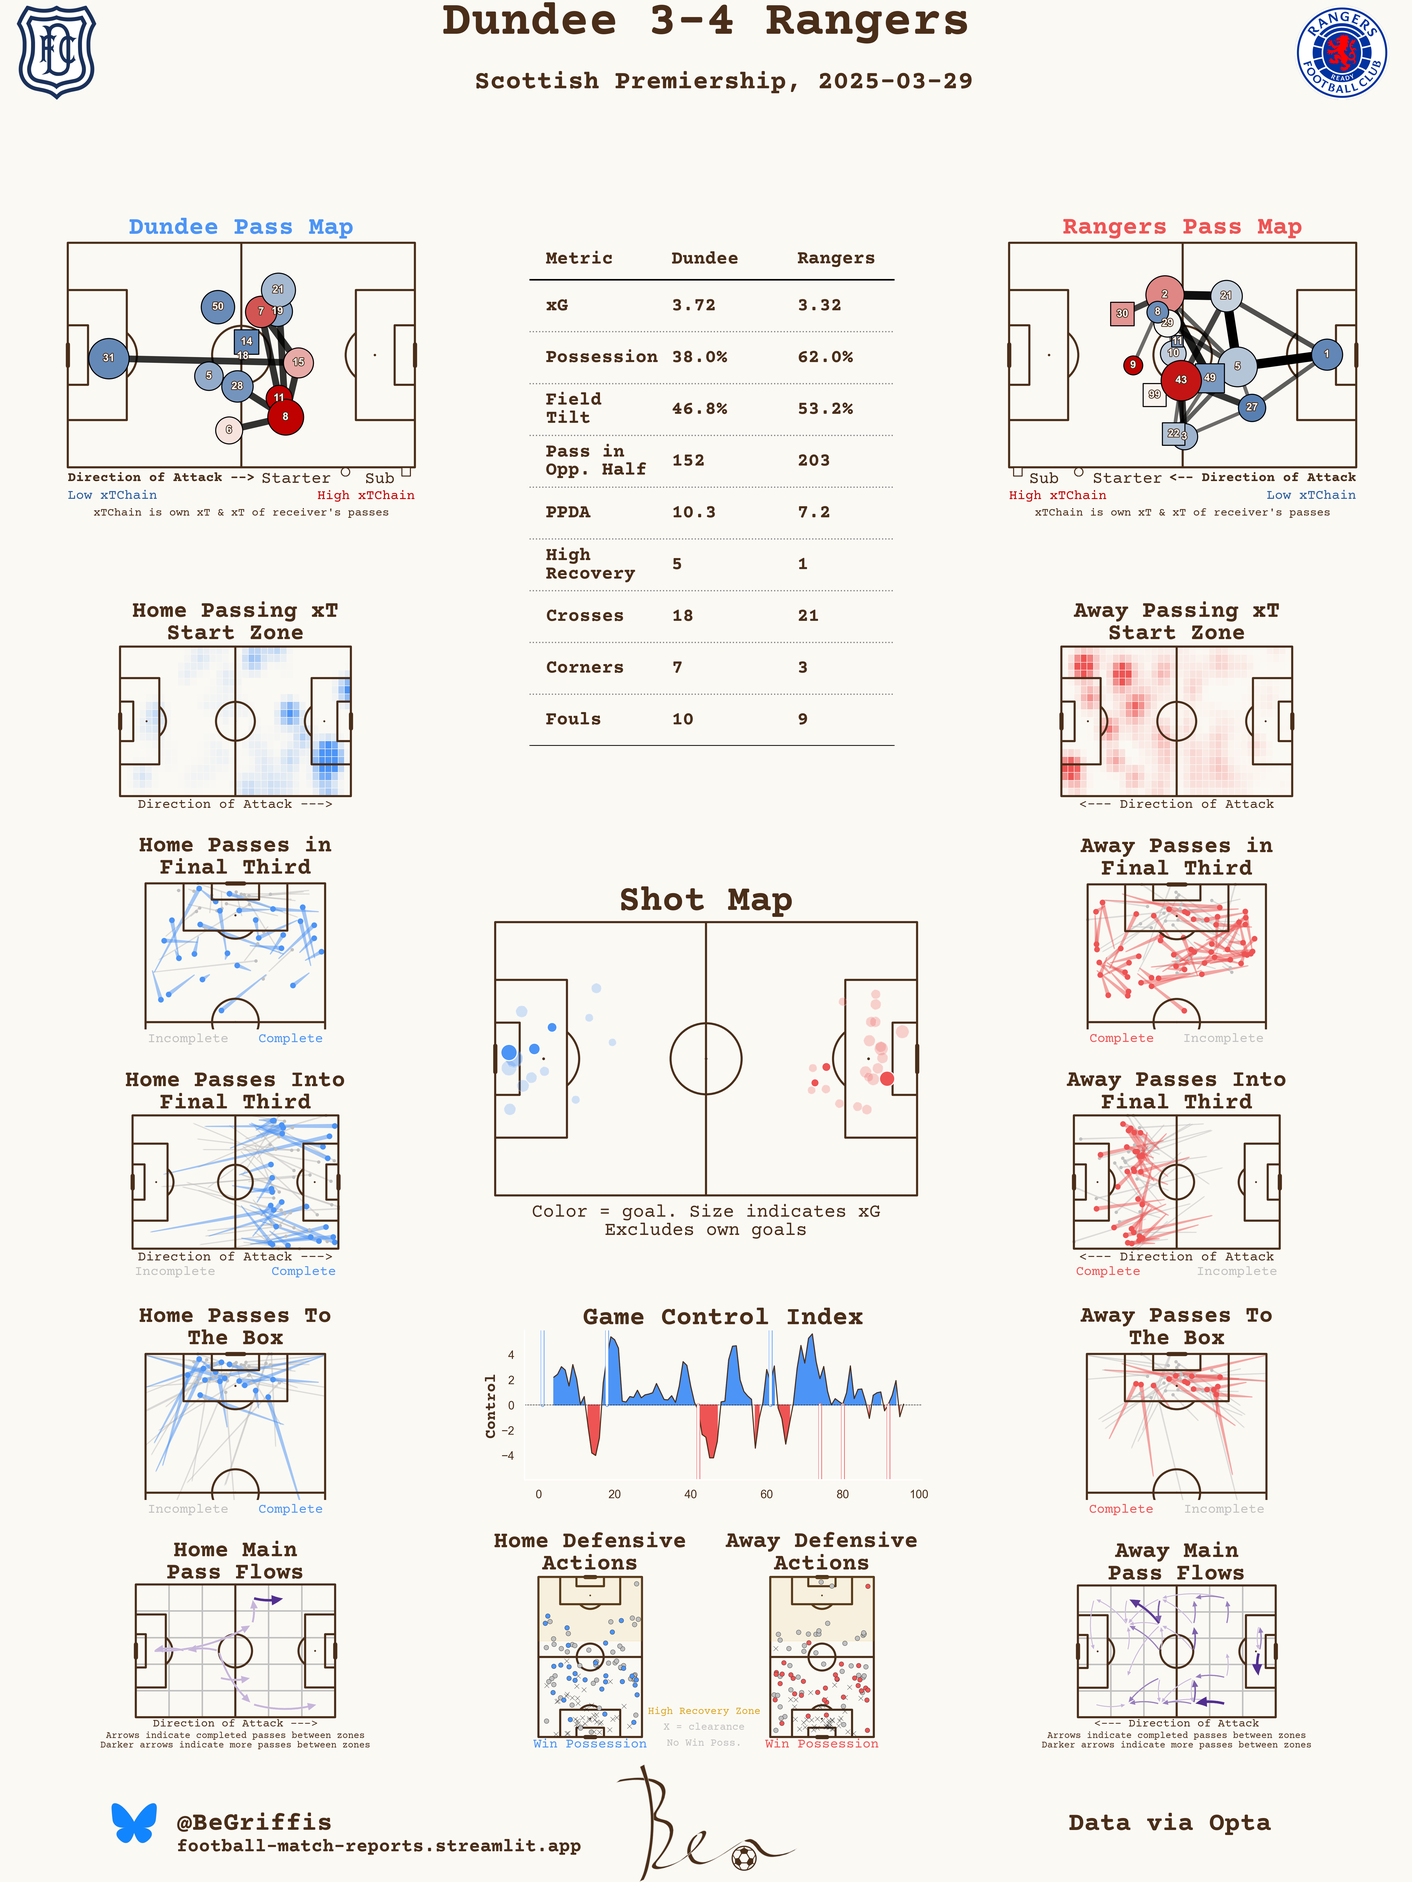 Dundee 3-4 Rangers
Scottish Premiership, 2025-03-29
DFC
RANGERS
FOOTBALL CLUB
READY
Dundee Pass Map
50
21
7
19
14
18
31
15
5
28
11
8
6
Direction of Attack --> Starter Sub
Low xTChain High xTChain
xTChain is own xT & xT of receiver's passes
Metric Dundee Rangers
xG 3.72 3.32
Possession 38.0% 62.0%
Field
Tilt 46.8% 53.2%
Pass in
Opp. Half 152 203
PPDA 10.3 7.2
High
Recovery 5 1
Crosses 18 21
Corners 7 3
Fouls 10 9
Rangers Pass Map
2
21
30
8
29
11
10
1
9
5
43
49
99
27
22
3
Sub Starter <-- Direction of Attack
High xTChain Low xTChain
xTChain is own xT & xT of receiver's passes
Home Passing xT
Start Zone
Direction of Attack --->
Away Passing xT
Start Zone
<--- Direction of Attack
Home Passes in
Final Third
Incomplete Complete
Away Passes in
Final Third
Complete Incomplete
Shot Map
Color = goal. Size indicates xG
Excludes own goals
Home Passes Into
Final Third
Direction of Attack --->
Incomplete Complete
Away Passes Into
Final Third
<--- Direction of Attack
Complete Incomplete
Home Passes To
The Box
Incomplete Complete
Game Control Index
Control
4
2
0
−2
−4
0 20 40 60 80 100
Away Passes To
The Box
Complete Incomplete
Home Main
Pass Flows
Direction of Attack --->
Arrows indicate completed passes between zones
Darker arrows indicate more passes between zones
Home Defensive
Actions
Win Possession
High Recovery Zone
X = clearance
No Win Poss.
Away Defensive
Actions
Win Possession
Away Main
Pass Flows
<--- Direction of Attack
Arrows indicate completed passes between zones
Darker arrows indicate more passes between zones
@BeGriffis
football-match-reports.streamlit.app
Ben
Data via Opta